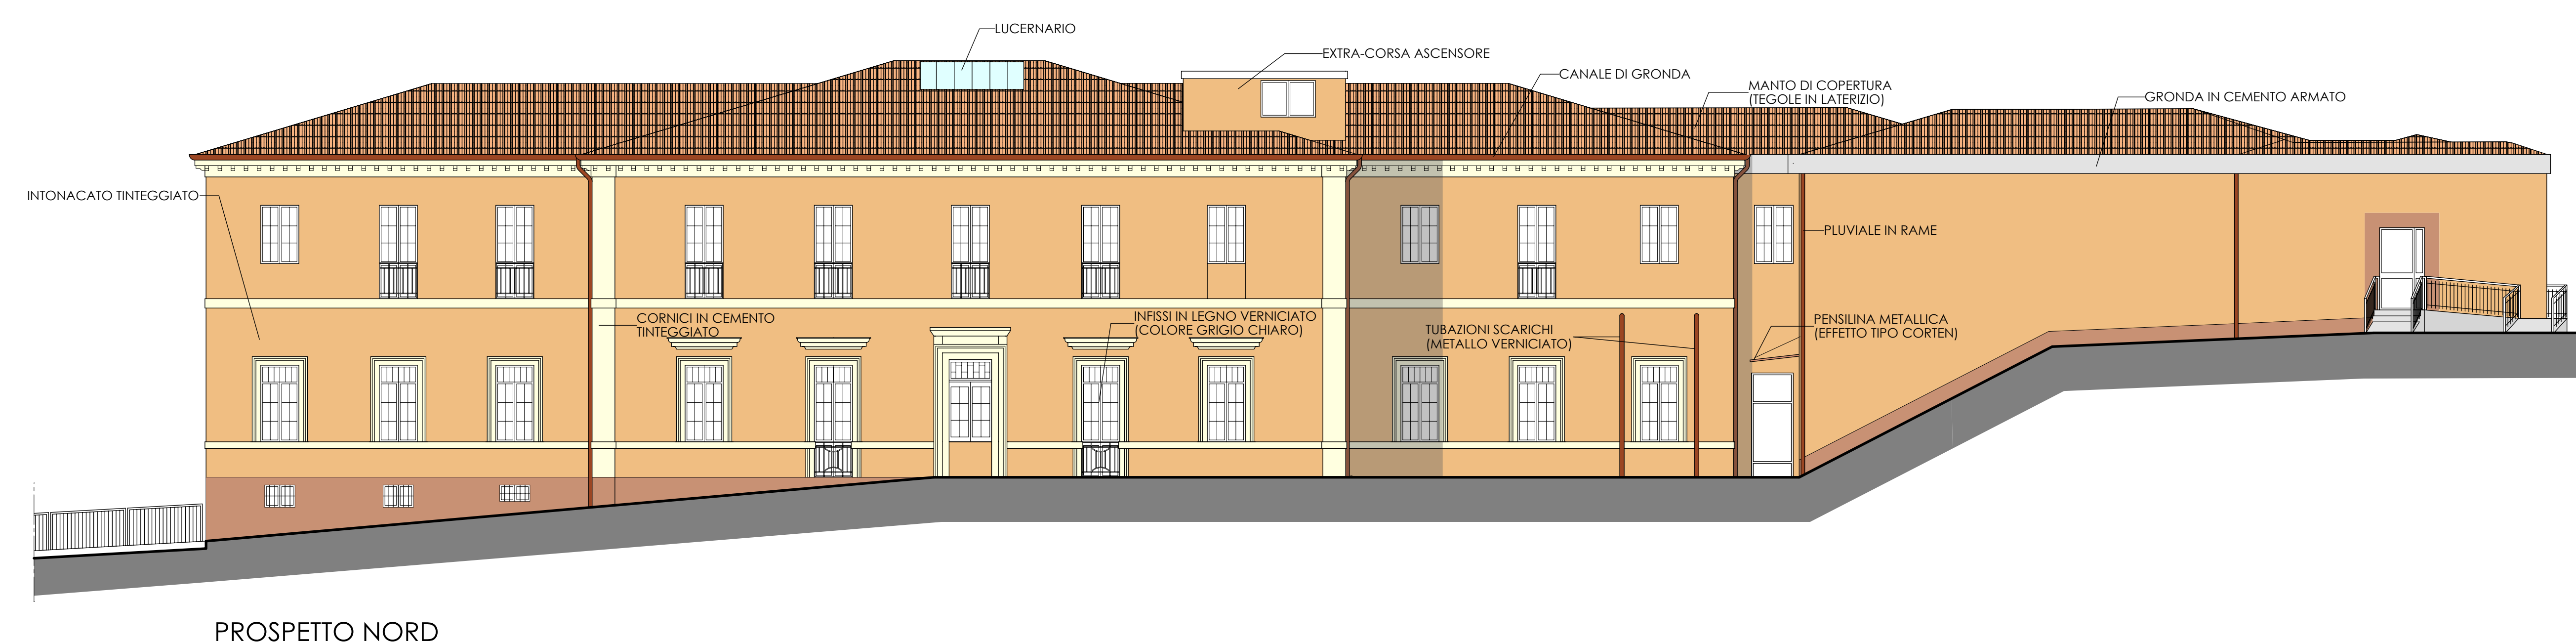 LUCERNARIO
EXTRA-CORSA ASCENSORE
CANALE DI GRONDA
MANTO DI COPERTURA
(TEGOLE IN LATERIZIO)
GRONDA IN CEMENTO ARMATO
INTONACATO TINTEGGIATO
PLUVIALE IN RAME
CORNICI IN CEMENTO
TINTEGGIATO
INFISSI IN LEGNO VERNICIATO
(COLORE GRIGIO CHIARO)
TUBAZIONI SCARICHI
(METALLO VERNICIATO)
PENSILINA METALLICA
(EFFETTO TIPO CORTEN)
PROSPETTO NORD